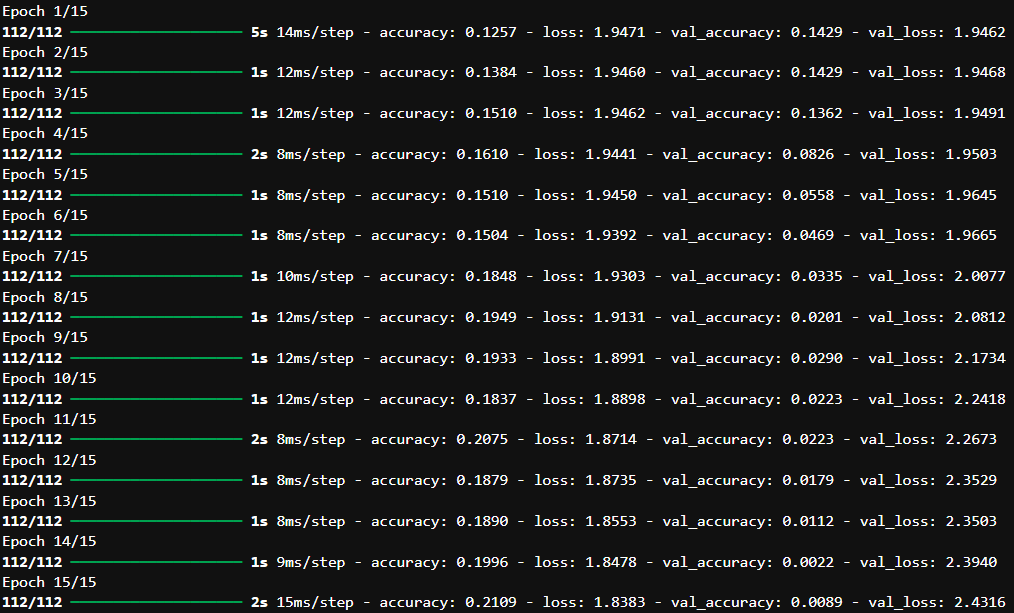 Epoch 1/15
112/112 ━━━━━━━━━━━━━━━━━━━━ 5s 14ms/step - accuracy: 0.1257 - loss: 1.9471 - val_accuracy: 0.1429 - val_loss: 1.9462
Epoch 2/15
112/112 ━━━━━━━━━━━━━━━━━━━━ 1s 12ms/step - accuracy: 0.1384 - loss: 1.9460 - val_accuracy: 0.1429 - val_loss: 1.9468
Epoch 3/15
112/112 ━━━━━━━━━━━━━━━━━━━━ 1s 12ms/step - accuracy: 0.1510 - loss: 1.9462 - val_accuracy: 0.1362 - val_loss: 1.9491
Epoch 4/15
112/112 ━━━━━━━━━━━━━━━━━━━━ 2s 8ms/step - accuracy: 0.1610 - loss: 1.9441 - val_accuracy: 0.0826 - val_loss: 1.9503
Epoch 5/15
112/112 ━━━━━━━━━━━━━━━━━━━━ 1s 8ms/step - accuracy: 0.1510 - loss: 1.9450 - val_accuracy: 0.0558 - val_loss: 1.9645
Epoch 6/15
112/112 ━━━━━━━━━━━━━━━━━━━━ 1s 8ms/step - accuracy: 0.1504 - loss: 1.9392 - val_accuracy: 0.0469 - val_loss: 1.9665
Epoch 7/15
112/112 ━━━━━━━━━━━━━━━━━━━━ 1s 10ms/step - accuracy: 0.1848 - loss: 1.9303 - val_accuracy: 0.0335 - val_loss: 2.0077
Epoch 8/15
112/112 ━━━━━━━━━━━━━━━━━━━━ 1s 12ms/step - accuracy: 0.1949 - loss: 1.9131 - val_accuracy: 0.0201 - val_loss: 2.0812
Epoch 9/15
112/112 ━━━━━━━━━━━━━━━━━━━━ 1s 12ms/step - accuracy: 0.1933 - loss: 1.8991 - val_accuracy: 0.0290 - val_loss: 2.1734
Epoch 10/15
112/112 ━━━━━━━━━━━━━━━━━━━━ 1s 12ms/step - accuracy: 0.1837 - loss: 1.8898 - val_accuracy: 0.0223 - val_loss: 2.2418
Epoch 11/15
112/112 ━━━━━━━━━━━━━━━━━━━━ 2s 8ms/step - accuracy: 0.2075 - loss: 1.8714 - val_accuracy: 0.0223 - val_loss: 2.2673
Epoch 12/15
112/112 ━━━━━━━━━━━━━━━━━━━━ 1s 8ms/step - accuracy: 0.1879 - loss: 1.8735 - val_accuracy: 0.0179 - val_loss: 2.3529
Epoch 13/15
112/112 ━━━━━━━━━━━━━━━━━━━━ 1s 8ms/step - accuracy: 0.1890 - loss: 1.8553 - val_accuracy: 0.0112 - val_loss: 2.3503
Epoch 14/15
112/112 ━━━━━━━━━━━━━━━━━━━━ 1s 9ms/step - accuracy: 0.1996 - loss: 1.8478 - val_accuracy: 0.0022 - val_loss: 2.3940
Epoch 15/15
112/112 ━━━━━━━━━━━━━━━━━━━━ 2s 15ms/step - accuracy: 0.2109 - loss: 1.8383 - val_accuracy: 0.0089 - val_loss: 2.4316